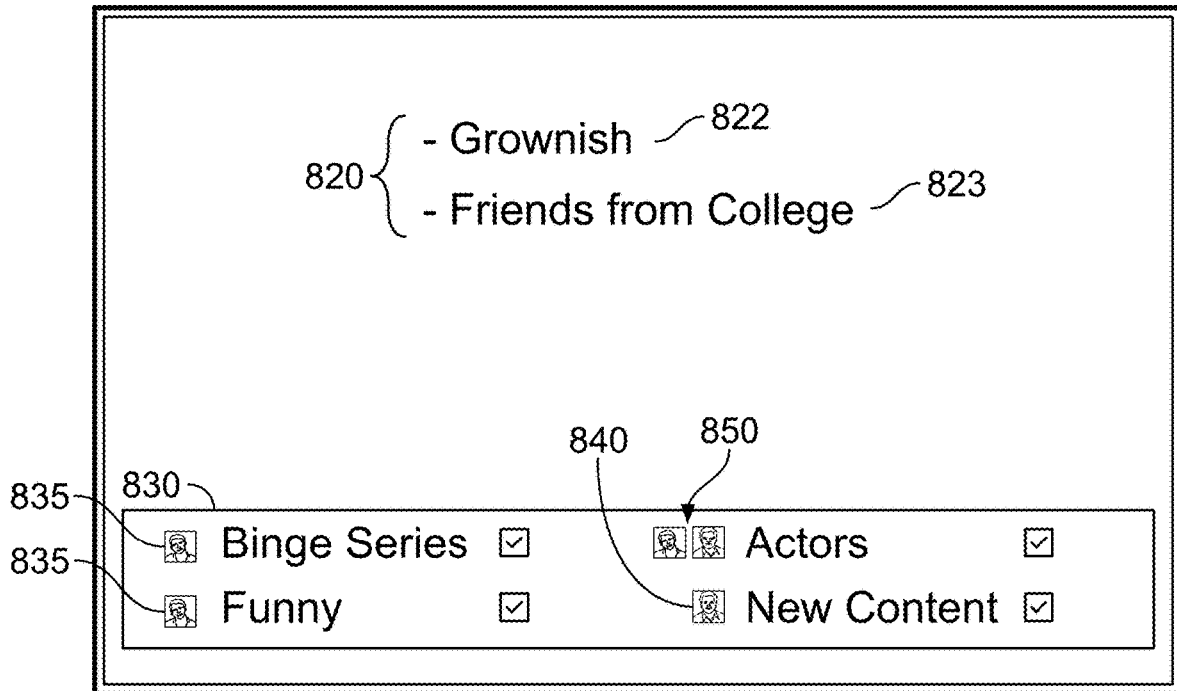 - Grownish 822
820
- Friends from College 823
840 850
835 830
Binge Series Actors
835
Funny New Content